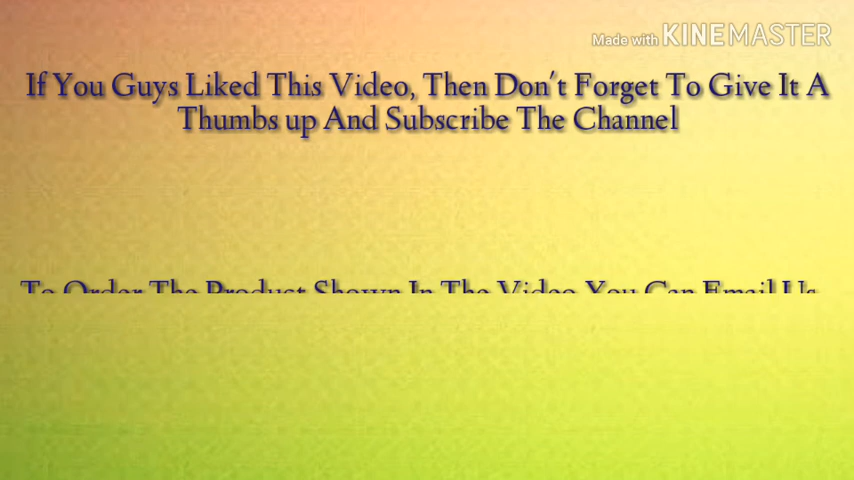 Made with KINEMASTER
If You Guys Liked This Video, Then Don't Forget To Give It A
Thumbs up And Subscribe The Channel
To Order The Product Shown In The Video You Can Email Us